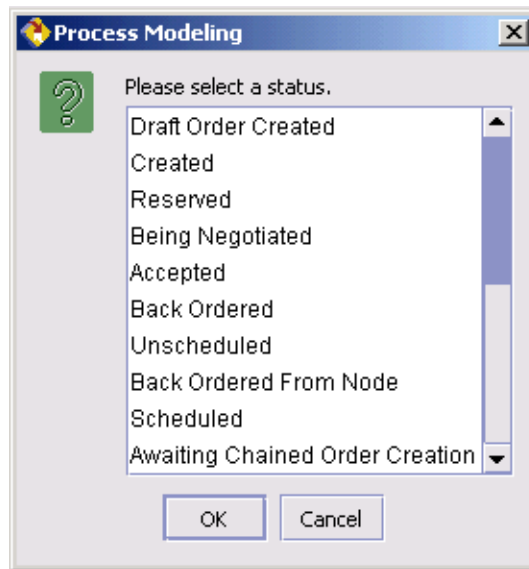 Process Modeling
Please select a status.
Draft Order Created
Created
Reserved
Being Negotiated
Accepted
Back Ordered
Unscheduled
Back Ordered From Node
Scheduled
Awaiting Chained Order Creation
OK Cancel